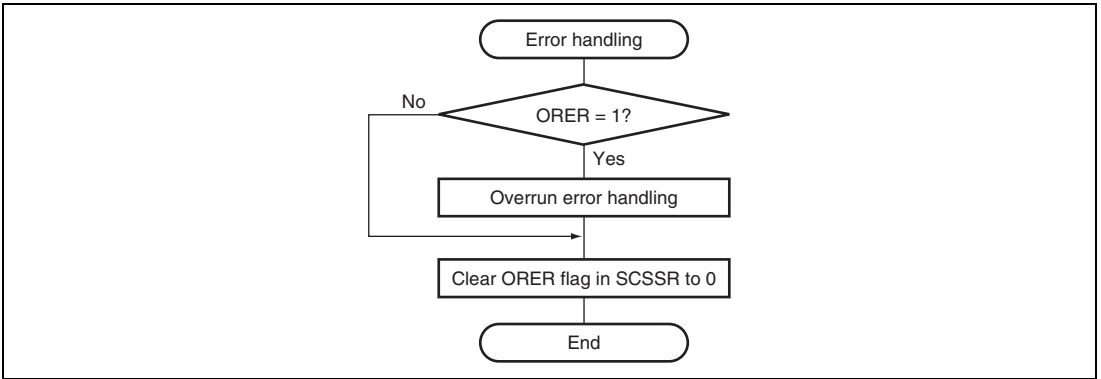 Error handling
No
ORER = 1?
Yes
Overrun error handling
Clear ORER flag in SCSSR to 0
End